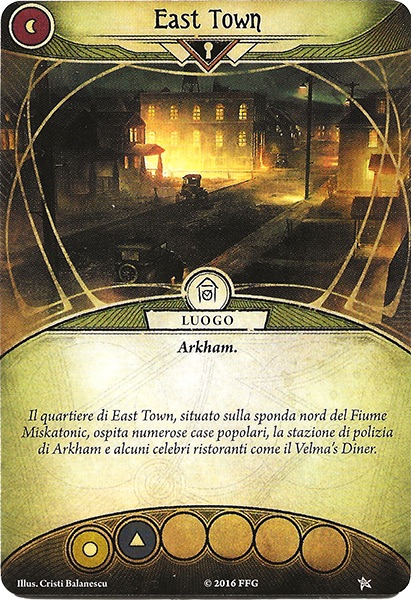 East Town
LUOGO
Arkham.
Il quartiere di East Town, situato sulla sponda nord del Fiume
Miskatonic, ospita numerose case popolari, la stazione di polizia
di Arkham e alcuni celebri ristoranti come il Velma's Diner.
Illus. Cristi Balanescu
© 2016 FFG